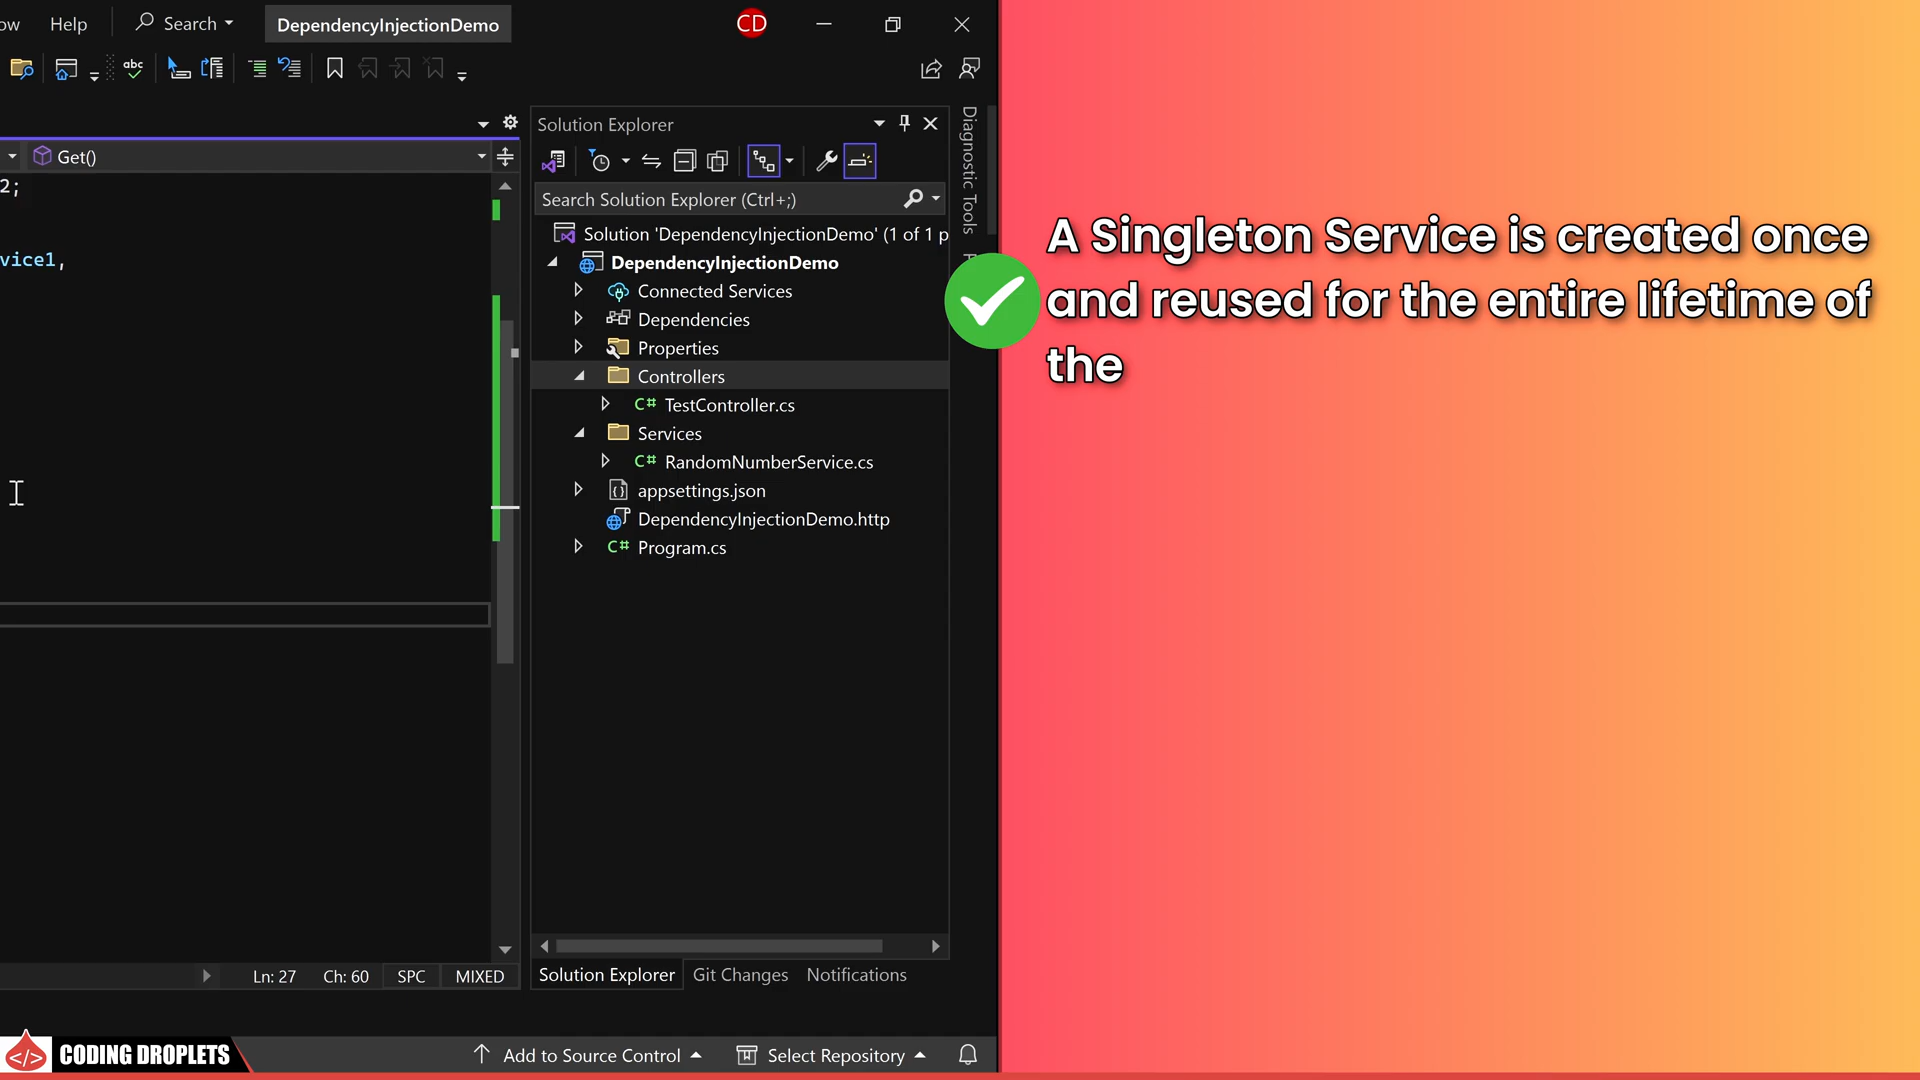 ow Help Search DependencyInjectionDemo CD
abc
Get()
2;
vice1,
Solution Explorer
Search Solution Explorer (Ctrl+;)
Solution 'DependencyInjectionDemo' (1 of 1 p
DependencyInjectionDemo
Connected Services
Dependencies
Properties
Controllers
C# TestController.cs
Services
C# RandomNumberService.cs
appsettings.json
DependencyInjectionDemo.http
C# Program.cs
Diagnostic Tools
A Singleton Service is created once
and reused for the entire lifetime of
the
Ln: 27 Ch: 60 SPC MIXED
Solution Explorer Git Changes Notifications
CODING DROPLETS
Add to Source Control Select Repository